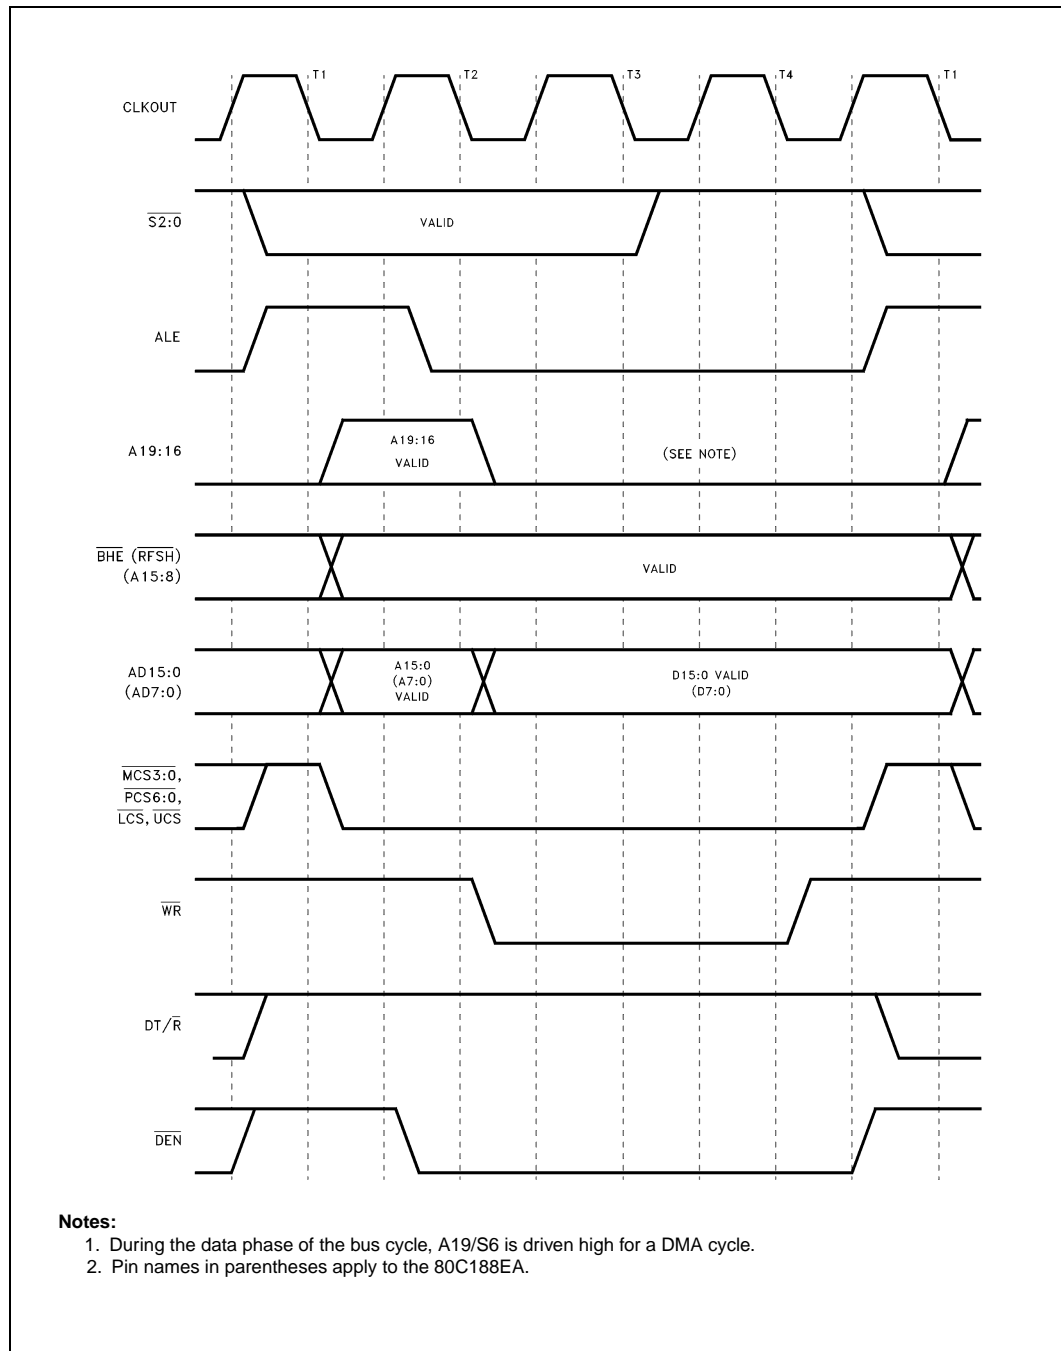 T1 T2 T3 T4 T1
CLKOUT
S2:0
VALID
ALE
A19:16
A19:16
VALID
(SEE NOTE)
BHE (RFSH)
(A15:8)
VALID
AD15:0
(AD7:0)
A15:0
(A7:0)
VALID
D15:0 VALID
(D7:0)
MCS3:0,
PCS6:0,
LCS, UCS
WR
DT/R
DEN
Notes:
1. During the data phase of the bus cycle, A19/S6 is driven high for a DMA cycle.
2. Pin names in parentheses apply to the 80C188EA.